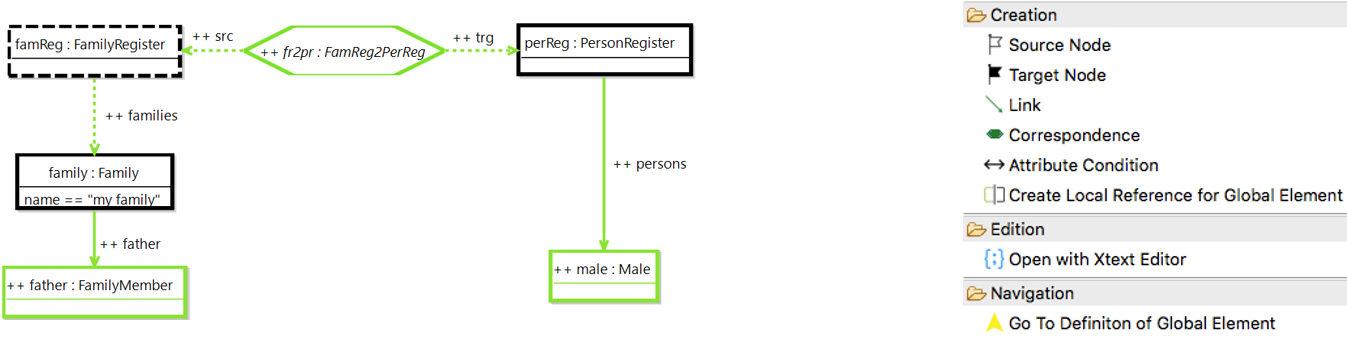 famReg : FamilyRegister
++ src
++ fr2pr : FamReg2PerReg
++ trg
perReg : PersonRegister
++ families
family : Family
name == "my family"
++ persons
++ father
++ father : FamilyMember
++ male : Male
Creation
Source Node
Target Node
Link
Correspondence
Attribute Condition
Create Local Reference for Global Element
Edition
{;} Open with Xtext Editor
Navigation
Go To Definiton of Global Element